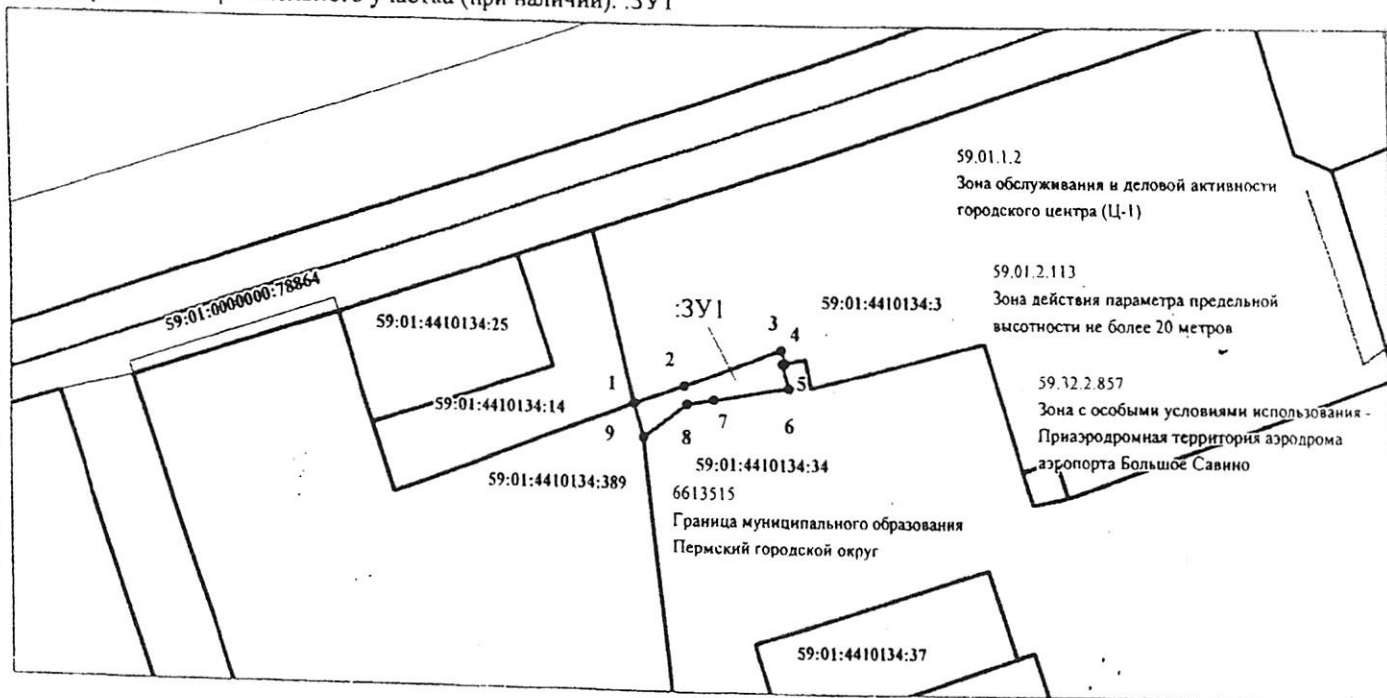 участка (при наличии): :ЗУ1
59.01.1.2
Зона обслуживания и деловой активности
городского центра (Ц-1)
59:01:0000000:78864
59:01:4410134:25
:ЗУ1
59:01:4410134:3
59.01.2.113
Зона действия параметра предельной
высотности не более 20 метров
3
4
2
1
59:01:4410134:14
5
6
7
8
9
59.32.2.857
Зона с особыми условиями использования -
Приаэродромная территория аэродрома
аэропорта Большое Савино
59:01:4410134:389
59:01:4410134:34
6613515
Граница муниципального образования
Пермский городской округ
59:01:4410134:37